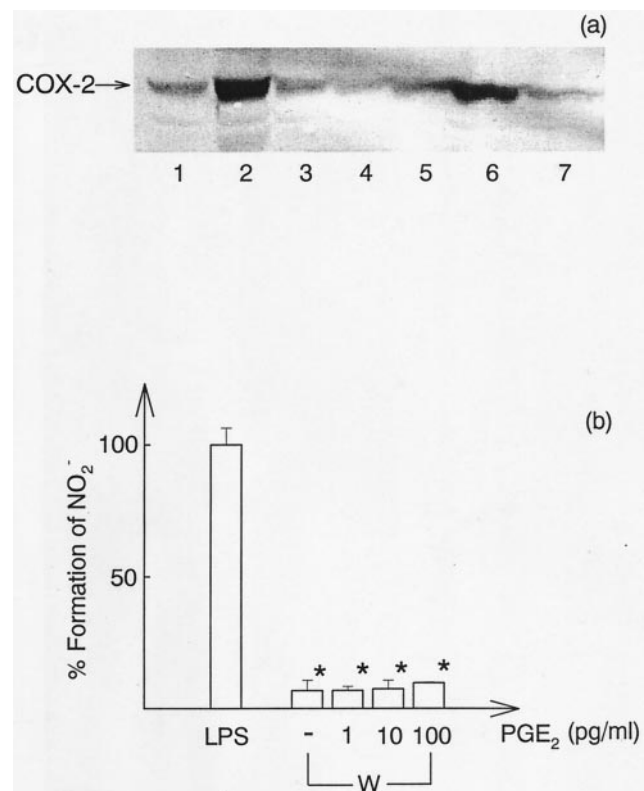 (a)
COX-2→
1 2 3 4 5 6 7
(b)
% Formation of NO₂⁻
100
50
* * * *
LPS - 1 10 100 PGE₂ (pg/ml)
W